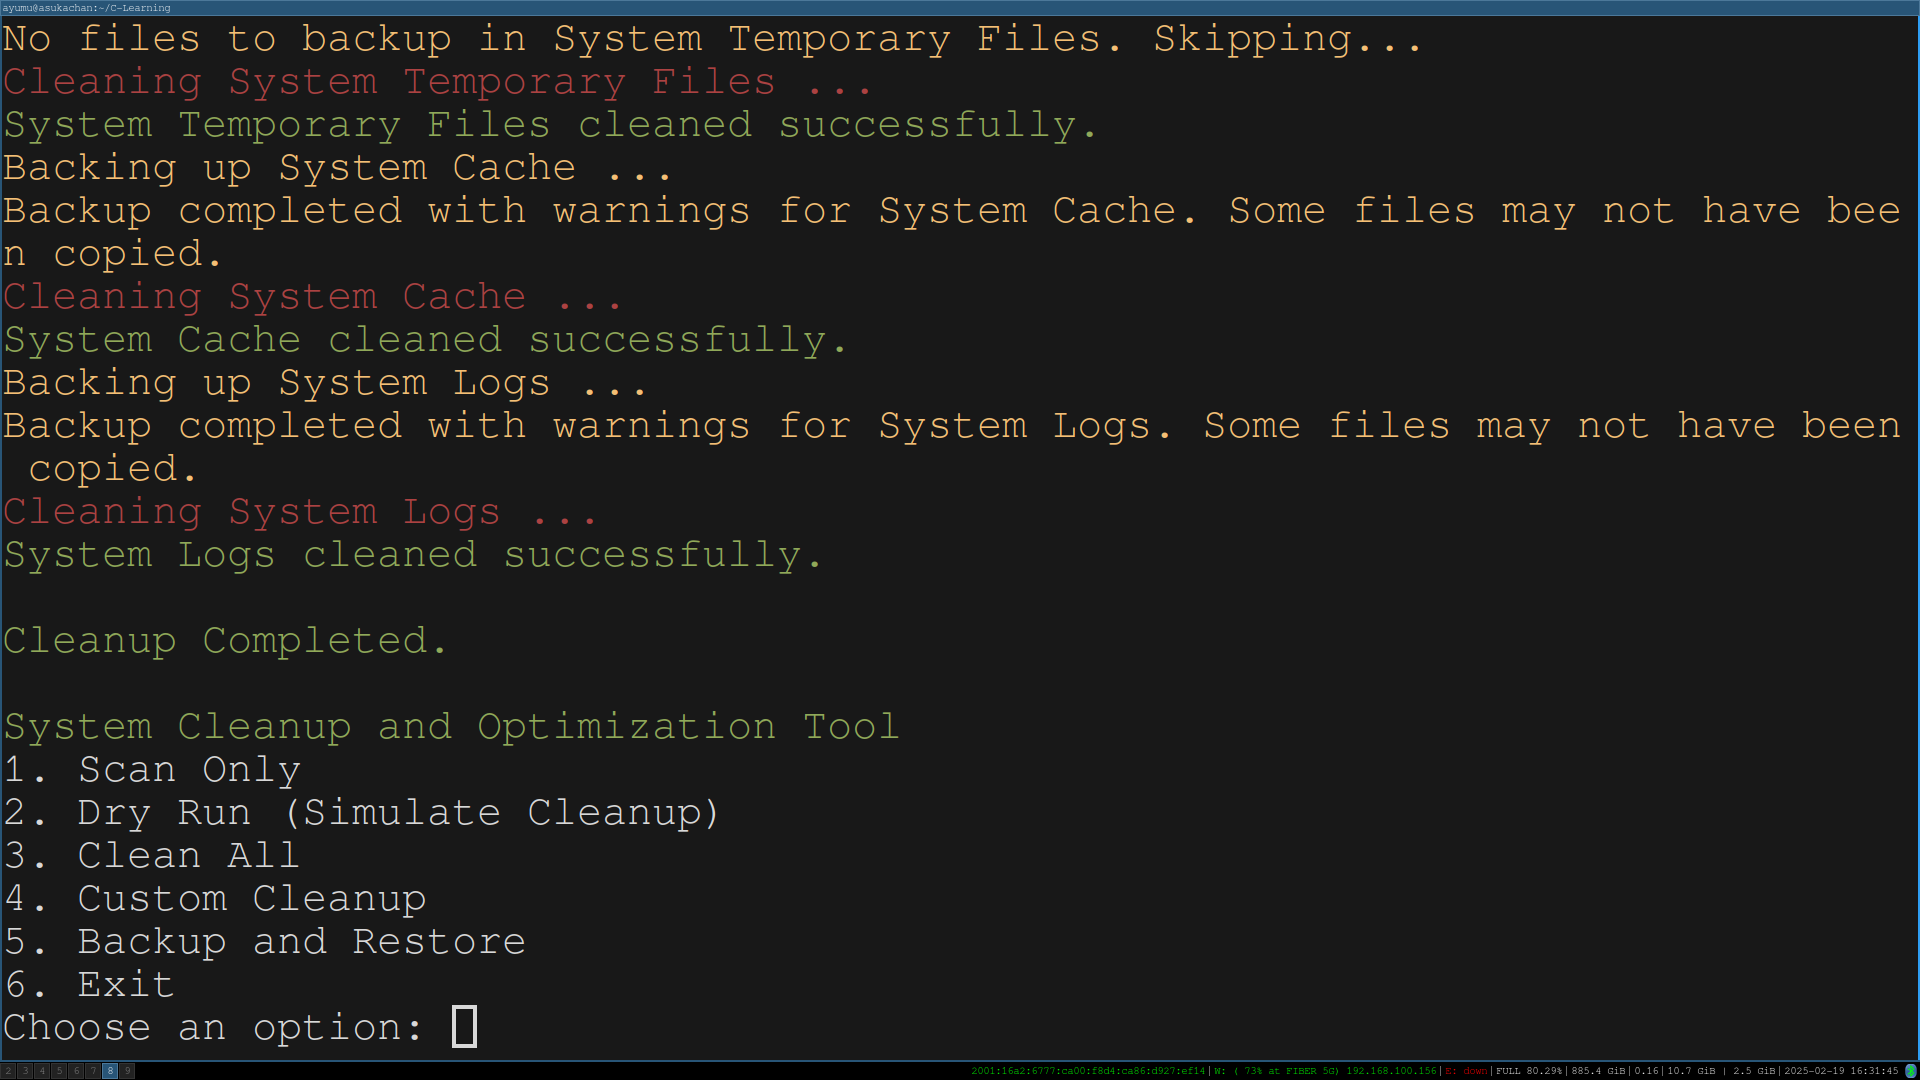 ayumu@asukachan:~/C-Learning
No files to backup in System Temporary Files. Skipping...
Cleaning System Temporary Files ...
System Temporary Files cleaned successfully.
Backing up System Cache ...
Backup completed with warnings for System Cache. Some files may not have bee
n copied.
Cleaning System Cache ...
System Cache cleaned successfully.
Backing up System Logs ...
Backup completed with warnings for System Logs. Some files may not have been
 copied.
Cleaning System Logs ...
System Logs cleaned successfully.
Cleanup Completed.
System Cleanup and Optimization Tool
1. Scan Only
2. Dry Run (Simulate Cleanup)
3. Clean All
4. Custom Cleanup
5. Backup and Restore
6. Exit
Choose an option:
2 3 4 5 6 7 8 9 2001:16a2:6777:ca00:f8d4:ca86:d927:ef14|W: ( 73% at FIBER 5G) 192.168.100.156|E: down|FULL 80.29%|885.4 GiB|0.16|10.7 GiB | 2.5 GiB|2025-02-19 16:31:45